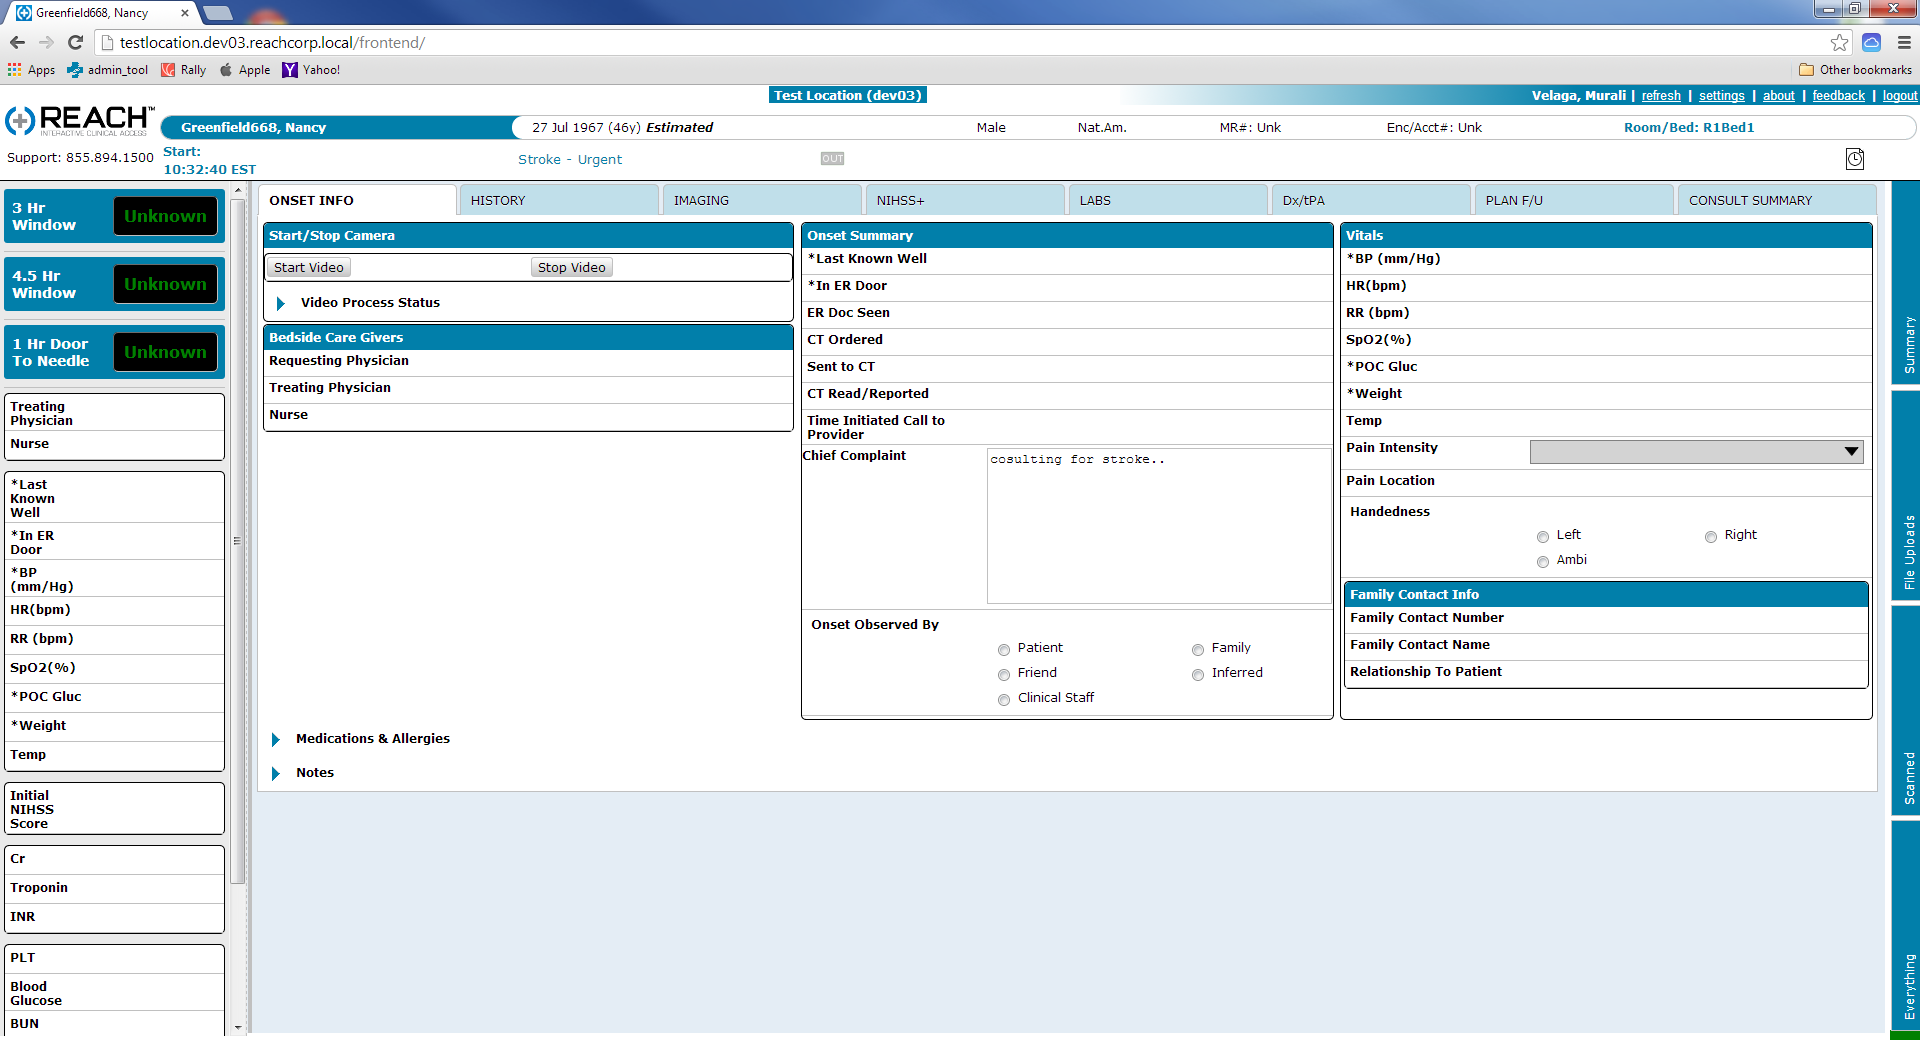 Greenfield668, Nancy
testlocation.dev03.reachcorp.local/frontend/
Apps admin_tool Rally Apple Yahoo! Other bookmarks
Test Location (dev03) Velaga, Murali | refresh | settings | about | feedback | logout
REACH™
INTERACTIVE CLINICAL ACCESS
Greenfield668, Nancy 27 Jul 1967 (46y) Estimated Male Nat.Am. MR#: Unk Enc/Acct#: Unk Room/Bed: R1Bed1
Support: 855.894.1500
Start:
10:32:40 EST
Stroke - Urgent
OUT
3 Hr
Window
Unknown
4.5 Hr
Window
Unknown
1 Hr Door
To Needle
Unknown
Treating
Physician
Nurse
*Last
Known
Well
*In ER
Door
*BP
(mm/Hg)
HR(bpm)
RR (bpm)
SpO2(%)
*POC Gluc
*Weight
Temp
Initial
NIHSS
Score
Cr
Troponin
INR
PLT
Blood
Glucose
BUN
ONSET INFO HISTORY IMAGING NIHSS+ LABS Dx/tPA PLAN F/U CONSULT SUMMARY
Start/Stop Camera
Start Video Stop Video
Video Process Status
Bedside Care Givers
Requesting Physician
Treating Physician
Nurse
Onset Summary
*Last Known Well
*In ER Door
ER Doc Seen
CT Ordered
Sent to CT
CT Read/Reported
Time Initiated Call to
Provider
Chief Complaint
cosulting for stroke..
Onset Observed By
Patient Family
Friend Inferred
Clinical Staff
Vitals
*BP (mm/Hg)
HR(bpm)
RR (bpm)
SpO2(%)
*POC Gluc
*Weight
Temp
Pain Intensity
Pain Location
Handedness
Left Right
Ambi
Family Contact Info
Family Contact Number
Family Contact Name
Relationship To Patient
Medications & Allergies
Notes
Summary
File Uploads
Scanned
Everything